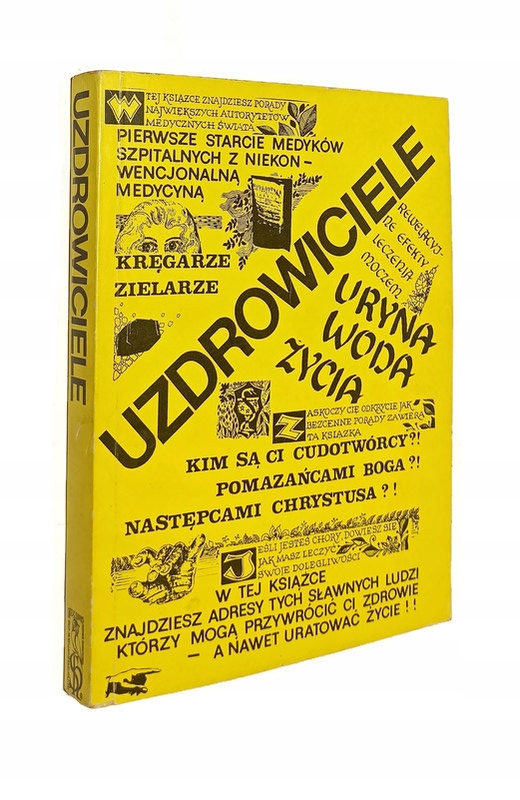 UZDROWICIELE
W TEJ KSIĄŻCE ZNAJDZIESZ PORADY
NAJWIĘKSZYCH AUTORYTETÓW
MEDYCZNYCH ŚWIATA
PIERWSZE STARCIE MEDYKÓW
SZPITALNYCH Z NIEKON–
WENCJONALNĄ
MEDYCYNĄ
KRĘGARZE
ZIELARZE
UZDROWICIELE
REWELACYJ-
NE EFEKTY
LECZENIA
MOCZEM
URYNA
WODA
ŻYCIA
ZASKOCZY CIĘ ODKRYCIE JAK
BEZCENNE PORADY ZAWIERA
TA KSIĄŻKA
KIM SĄ CI CUDOTWÓRCY?!
POMAZAŃCAMI BOGA?!
NASTĘPCAMI CHRYSTUSA?!
JEŚLI JESTEŚ CHORY, DOWIESZ SIĘ
JAK MASZ LECZYĆ
SWOJE DOLEGLIWOŚCI
W TEJ KSIĄŻCE
ZNAJDZIESZ ADRESY TYCH SŁAWNYCH LUDZI
KTÓRZY MOGĄ PRZYWRÓCIĆ CI ZDROWIE
– A NAWET URATOWAĆ ŻYCIE!!